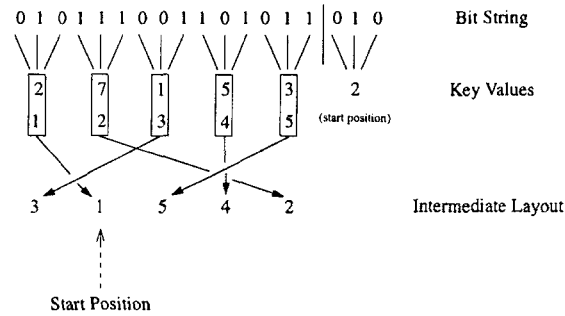 0 1 0 1 1 1 0 0 1 1 0 1 0 1 1 0 1 0 Bit String
2 7 1 5 3 2 Key Values
1 2 3 4 5 (start position)
3 1 5 4 2 Intermediate Layout
Start Position